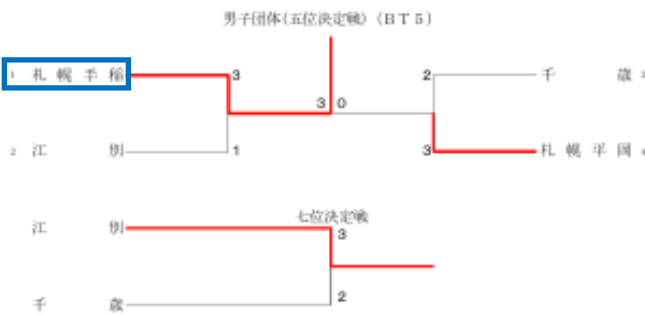 男子団体(五位決定戦) (BT5)
1 札幌手稲 3 2 千歳 3
3 0
2 江別 1 3 札幌平岡 4
七位決定戦
江別 3
千歳 2